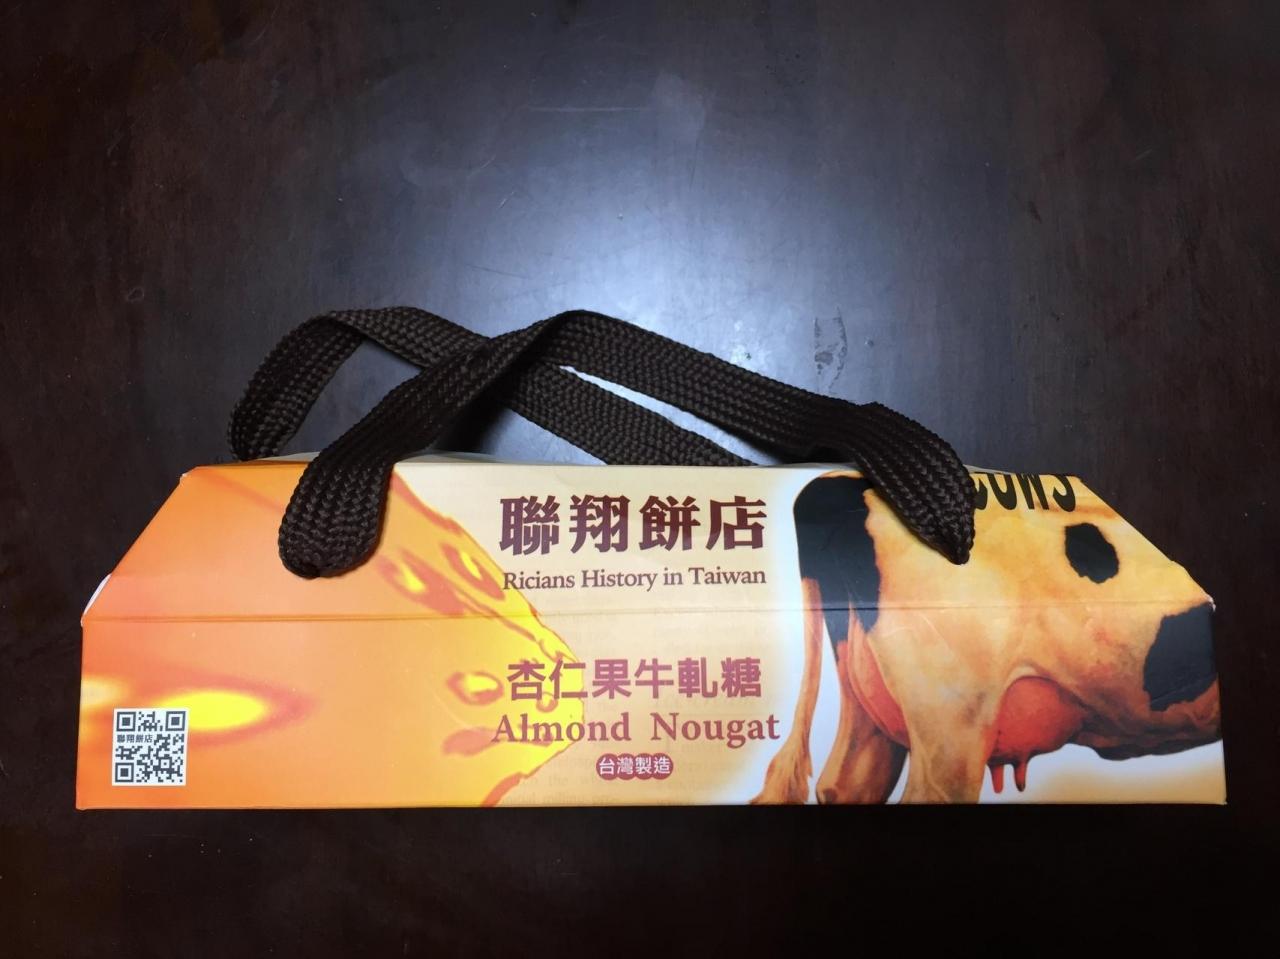 聯翔餅店
Ricians History in Taiwan
COWS
杏仁果牛軋糖
Almond Nougat
台灣製造
聯翔餅店